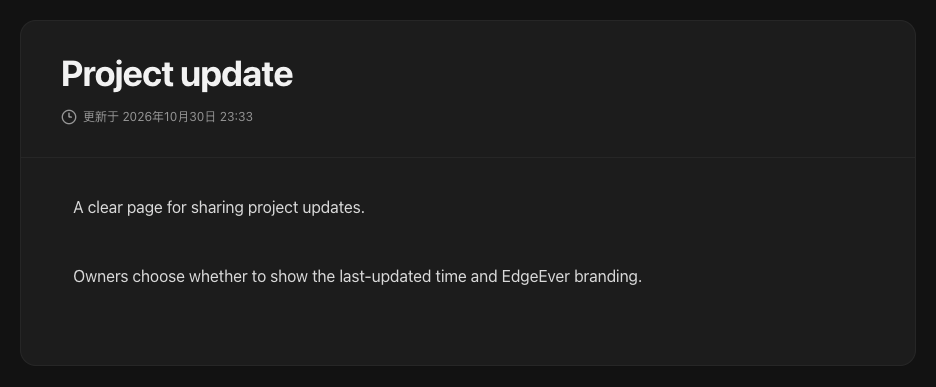 Project update
更新于 2026年10月30日 23:33
A clear page for sharing project updates.
Owners choose whether to show the last-updated time and EdgeEver branding.